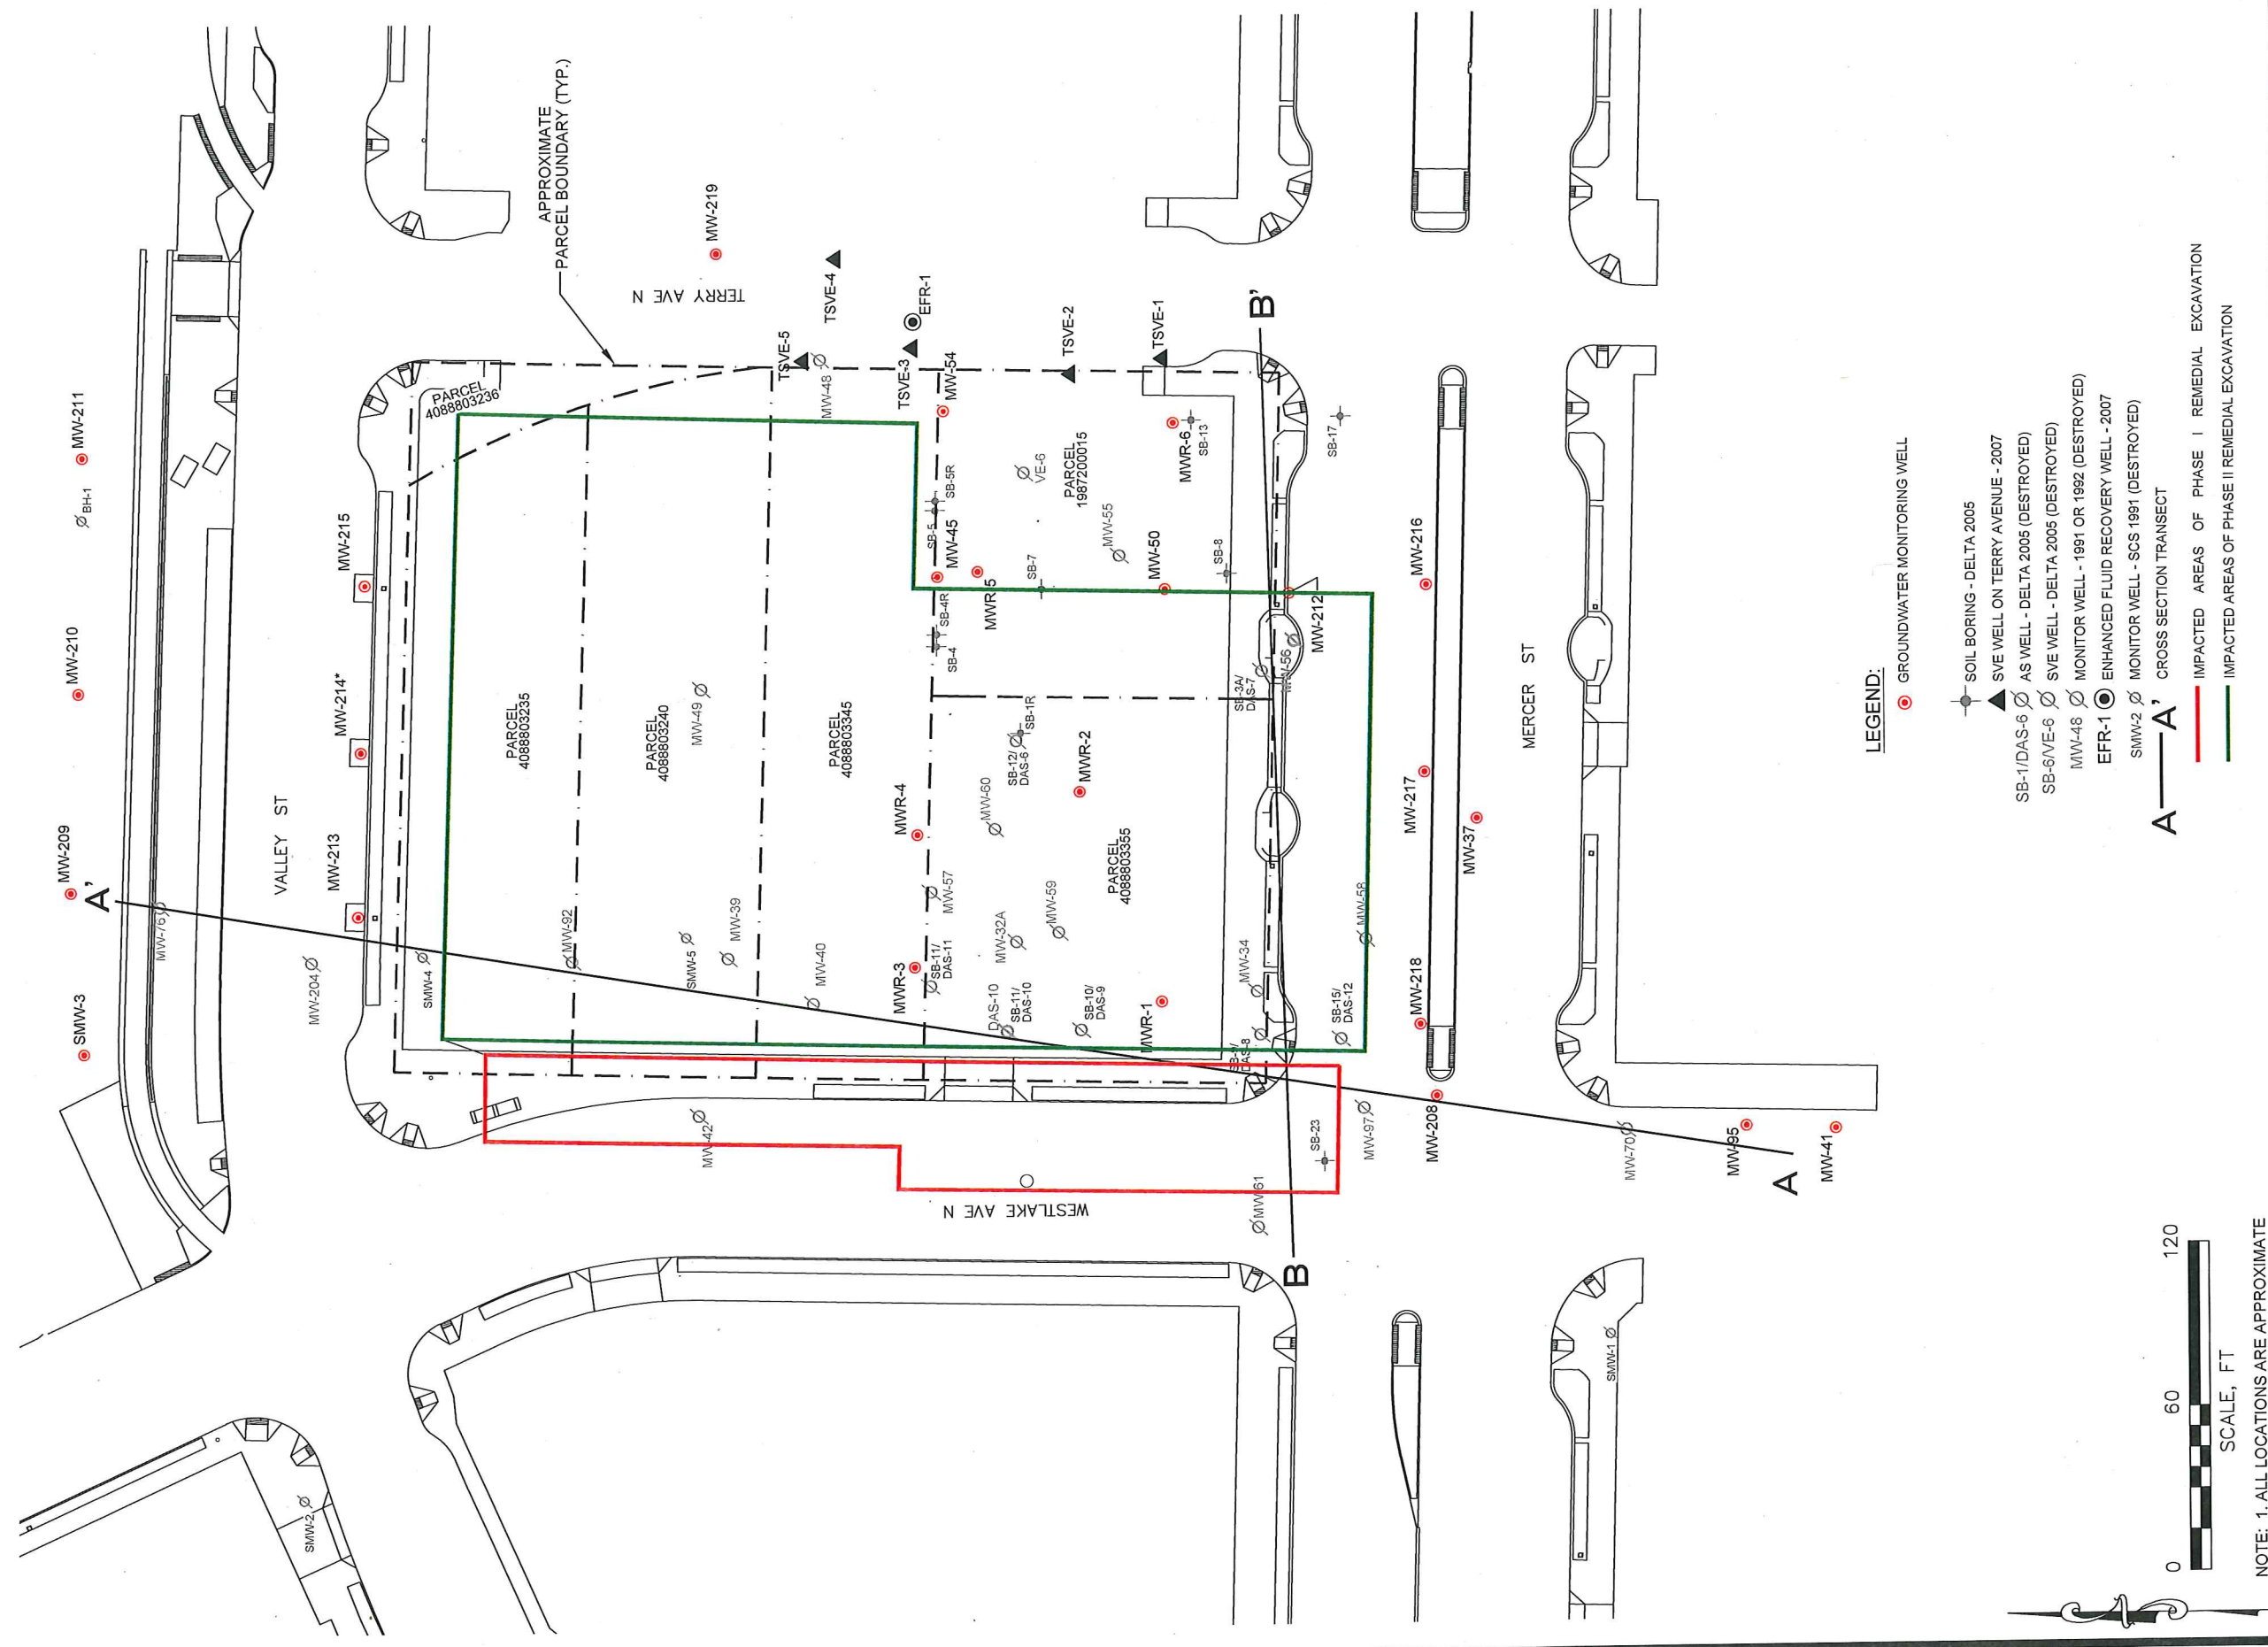 MW-211
BH-1
MW-210
MW-209
A'
SMW-3
MW-76
VALLEY ST
MW-204
MW-215
MW-214*
MW-213
APPROXIMATE
PARCEL BOUNDARY (TYP.)
MW-219
TERRY AVE N
TSVE-4
EFR-1
TSVE-5
MW-48
TSVE-3
MW-54
TSVE-2
TSVE-1
PARCEL
4088803236
PARCEL
4088803235
PARCEL
4088803240
PARCEL
4088803345
PARCEL
4088803355
PARCEL
1987200015
SMW-4
MW-92
SMW-5
MW-39
MW-49
MW-40
MWR-3
MWR-4
MW-57
SB-11/
DAS-11
MW-32A
DAS-10
SB-11/
DAS-10
MW-59
MW-60
SB-12/
DAS-6
SB-1R
MWR-2
SB-10/
DAS-9
MWR-1
MW-34
SB-9/
DAS-8
SB-4
SB-4R
MW-45
SB-5
SB-5R
MWR-5
SB-7
VE-6
MW-55
MW-50
SB-8
MWR-6
SB-13
SB-17
SB-3A/
DAS-7
MW-56
MW-212
B'
B
MW-58
SB-15/
DAS-12
MW-42
WESTLAKE AVE N
SB-23
MW-61
MW-97
MW-216
MW-217
MW-218
MW-37
MW-208
MERCER ST
MW-70
MW-95
A
MW-41
SMW-2
SMW-1
LEGEND:
GROUNDWATER MONITORING WELL
SOIL BORING - DELTA 2005
SVE WELL ON TERRY AVENUE - 2007
SB-1/DAS-6 AS WELL - DELTA 2005 (DESTROYED)
SB-6/VE-6 SVE WELL - DELTA 2005 (DESTROYED)
MW-48 MONITOR WELL - 1991 OR 1992 (DESTROYED)
EFR-1 ENHANCED FLUID RECOVERY WELL - 2007
SMW-2 MONITOR WELL - SCS 1991 (DESTROYED)
A A' CROSS SECTION TRANSECT
IMPACTED AREAS OF PHASE I REMEDIAL EXCAVATION
IMPACTED AREAS OF PHASE II REMEDIAL EXCAVATION
0 60 120
SCALE, FT
NOTE: 1. ALL LOCATIONS ARE APPROXIMATE